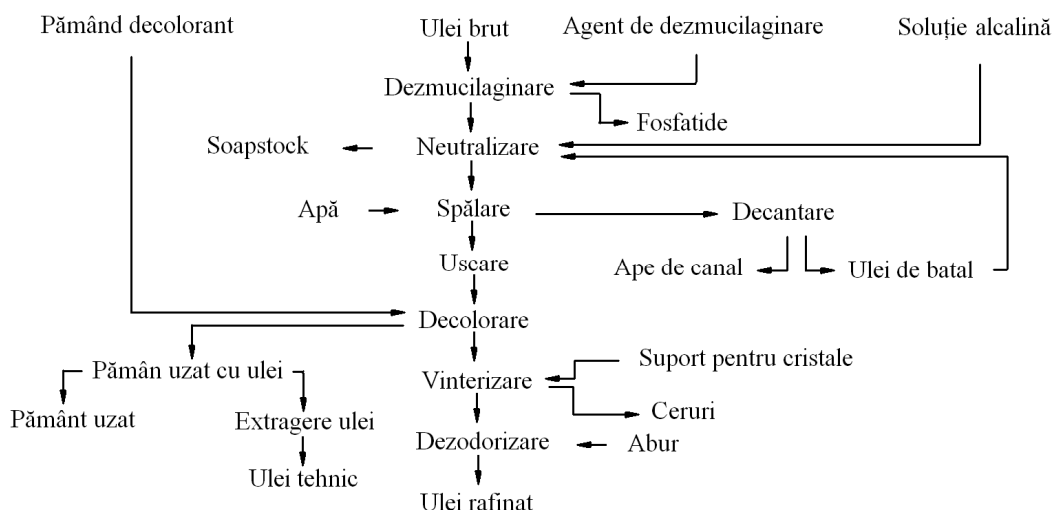 Pământ decolorant
Ulei brut
Agent de dezmucilaginare
Soluție alcalină
Dezmucilaginare
Fosfatide
Soapstock
Neutralizare
Apă
Spălare
Decantare
Uscare
Ape de canal
Ulei de batal
Decolorare
Pămân uzat cu ulei
Suport pentru cristale
Vinterizare
Pământ uzat
Extragere ulei
Ceruri
Dezodorizare
Abur
Ulei tehnic
Ulei rafinat